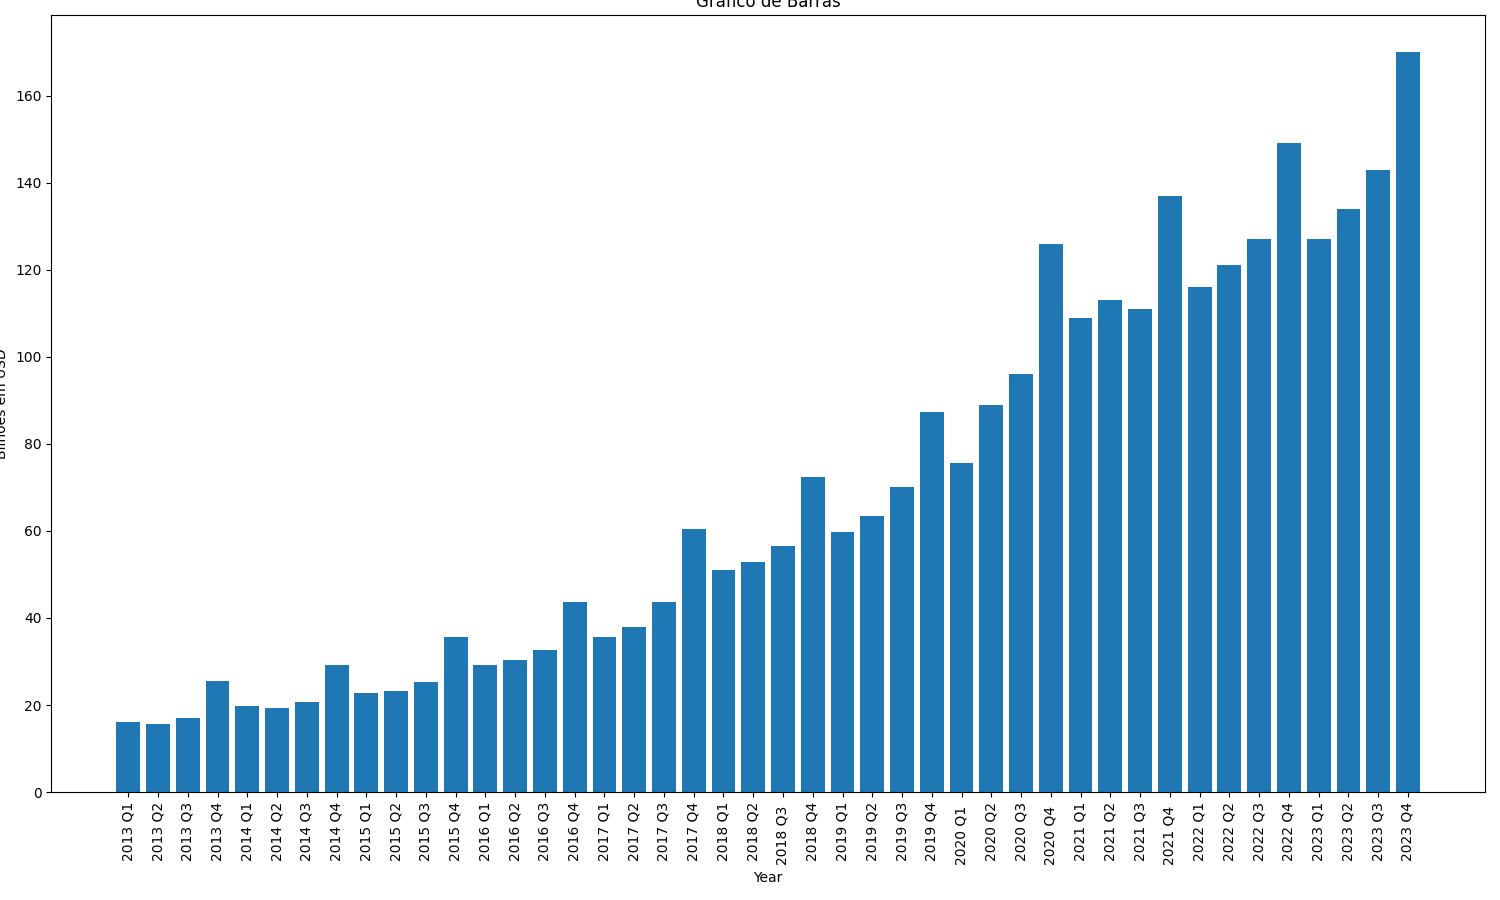 Gráfico de Barras
160
140
120
100
80
60
40
20
0
Bilhões em USD
2013 Q1
2013 Q2
2013 Q3
2013 Q4
2014 Q1
2014 Q2
2014 Q3
2014 Q4
2015 Q1
2015 Q2
2015 Q3
2015 Q4
2016 Q1
2016 Q2
2016 Q3
2016 Q4
2017 Q1
2017 Q2
2017 Q3
2017 Q4
2018 Q1
2018 Q2
2018 Q3
2018 Q4
2019 Q1
2019 Q2
2019 Q3
2019 Q4
2020 Q1
2020 Q2
2020 Q3
2020 Q4
2021 Q1
2021 Q2
2021 Q3
2021 Q4
2022 Q1
2022 Q2
2022 Q3
2022 Q4
2023 Q1
2023 Q2
2023 Q3
2023 Q4
Year